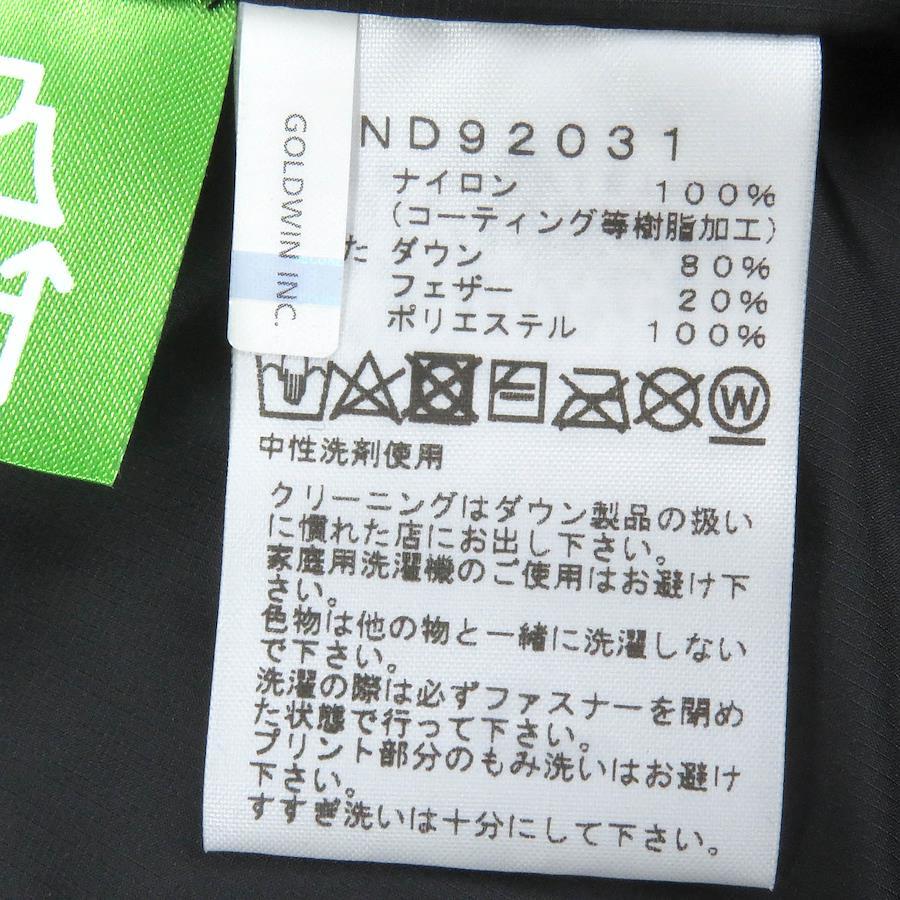 GOLDWIN INC.
ND92031
ナイロン 100%
(コーティング等樹脂加工)
た ダウン 80%
フェザー 20%
ポリエステル 100%
W
中性洗剤使用
クリーニングはダウン製品の扱い
に慣れた店にお出し下さい。
家庭用洗濯機のご使用はお避け下
さい。
色物は他の物と一緒に洗濯しない
で下さい。
洗濯の際は必ずファスナーを閉め
た状態で行って下さい。
プリント部分のもみ洗いはお避け
下さい。
すすぎ洗いは十分にして下さい。